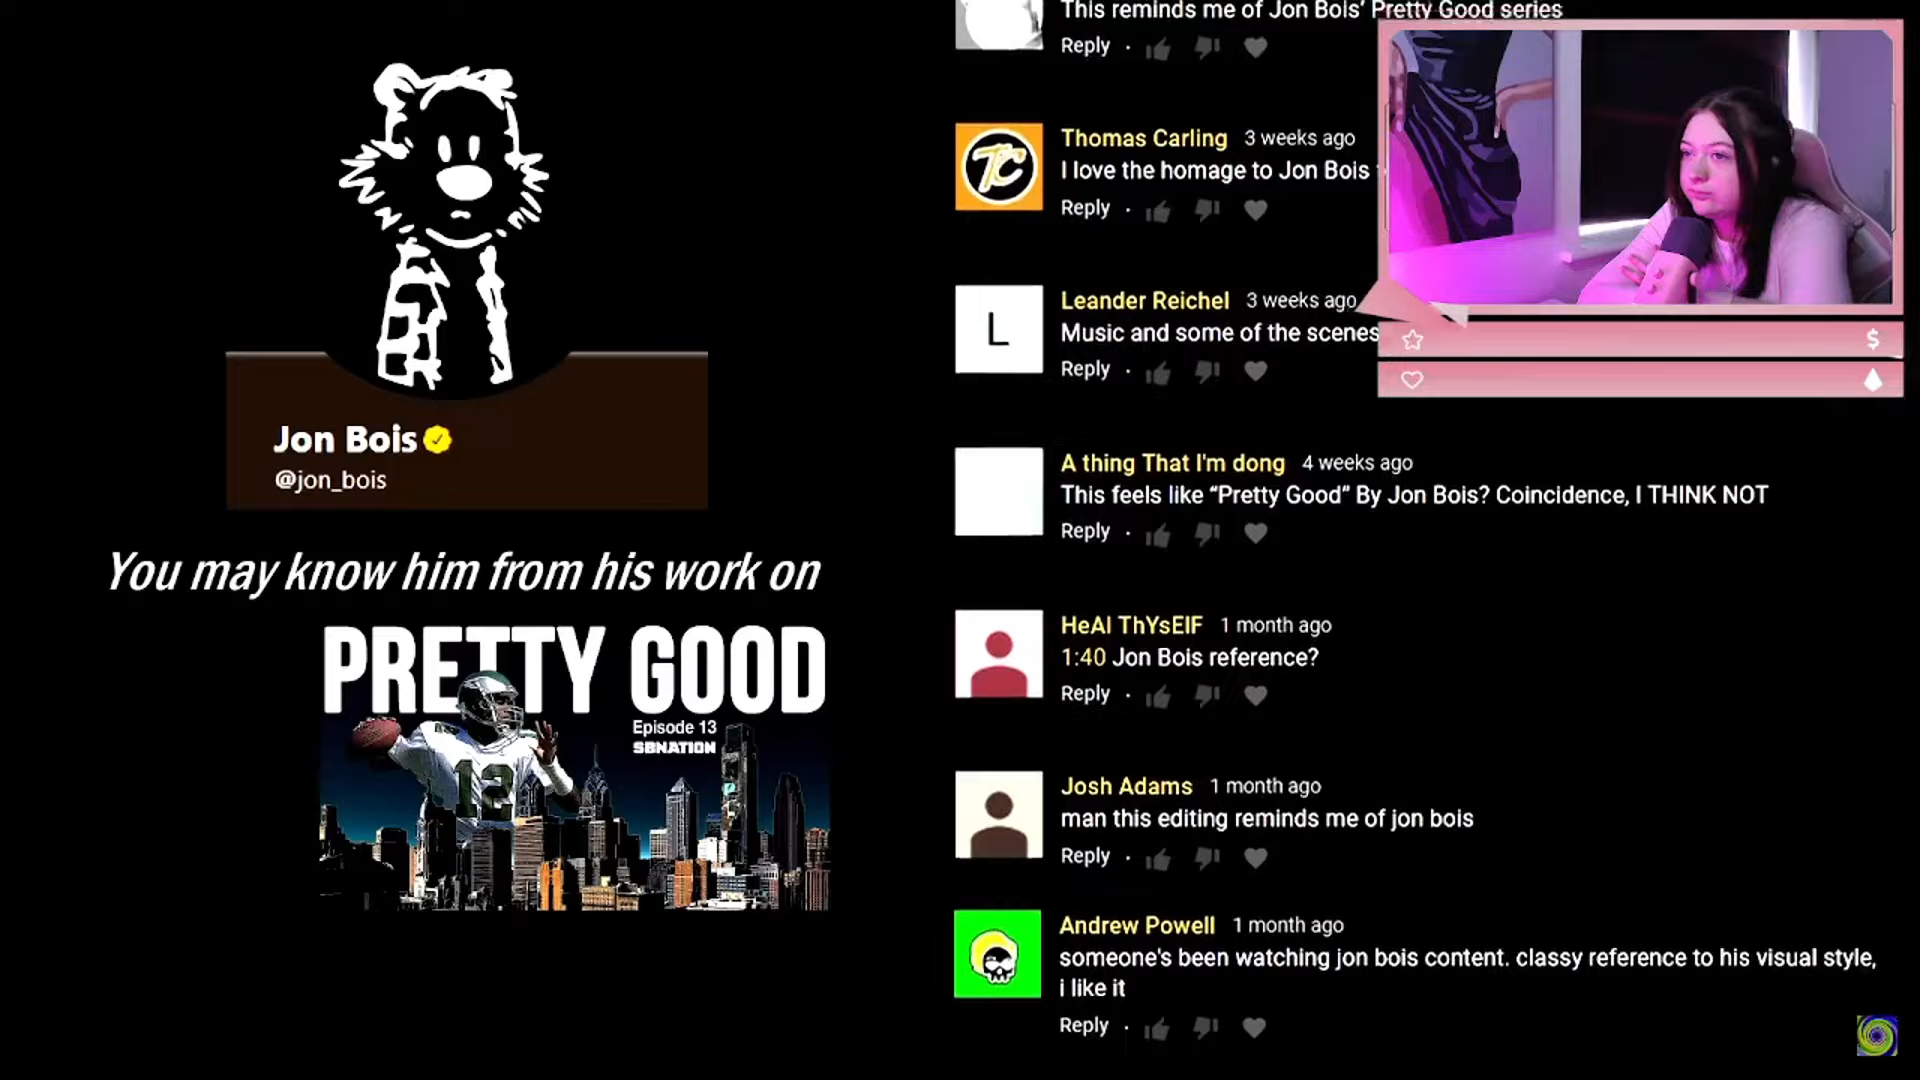 Jon Bois
@jon_bois
You may know him from his work on
PRETTY GOOD
Episode 13
SBNATION
12
This reminds me of Jon Bois' Pretty Good series
Reply
Thomas Carling 3 weeks ago
I love the homage to Jon Bois
Reply
TC
Leander Reichel 3 weeks ago
Music and some of the scenes
Reply
L
A thing That I'm dong 4 weeks ago
This feels like “Pretty Good” By Jon Bois? Coincidence, I THINK NOT
Reply
HeAl ThYsElF 1 month ago
1:40 Jon Bois reference?
Reply
Josh Adams 1 month ago
man this editing reminds me of jon bois
Reply
Andrew Powell 1 month ago
someone's been watching jon bois content. classy reference to his visual style,
i like it
Reply
$